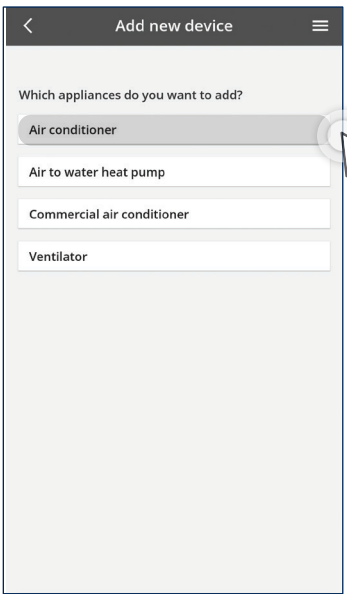 Add new device
Which appliances do you want to add?
Air conditioner
Air to water heat pump
Commercial air conditioner
Ventilator